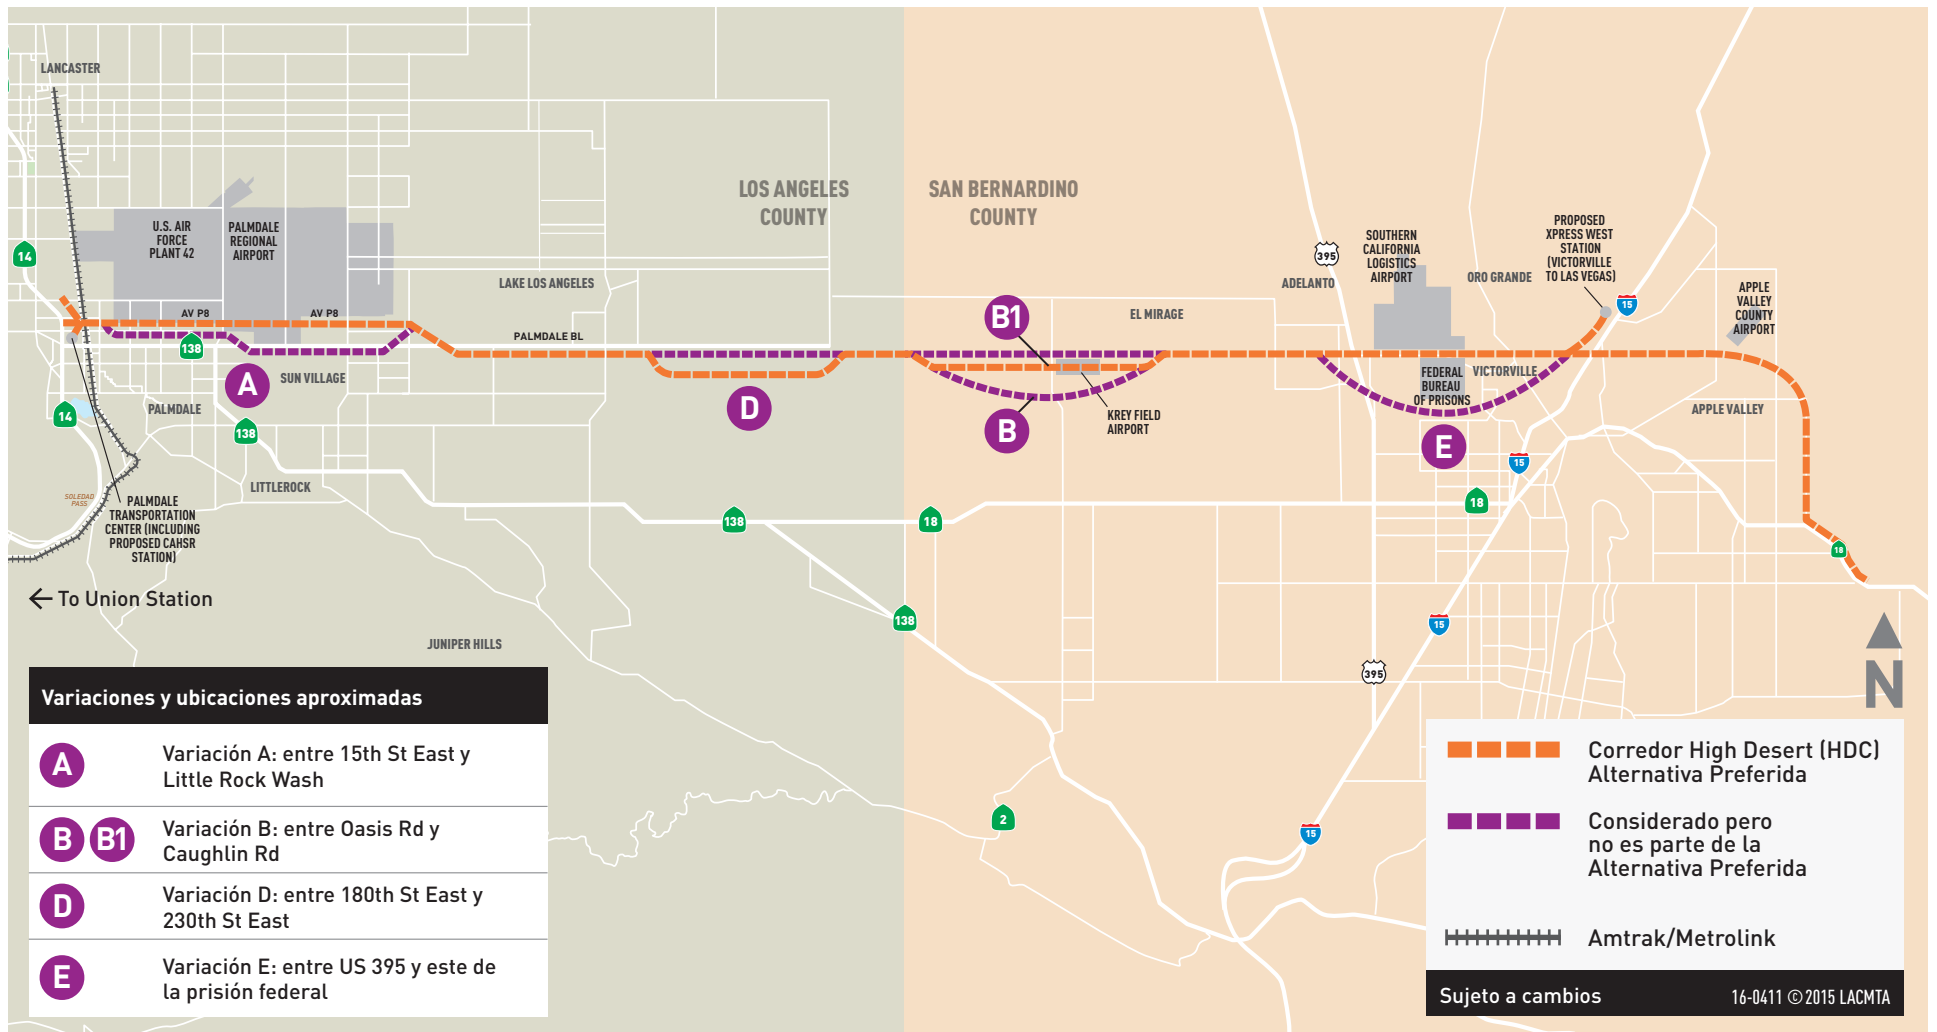 LANCASTER
LOS ANGELES
COUNTY
SAN BERNARDINO
COUNTY
U.S. AIR
FORCE
PLANT 42
PALMDALE
REGIONAL
AIRPORT
14
395
SOUTHERN
CALIFORNIA
LOGISTICS
AIRPORT
PROPOSED
XPRESS WEST
STATION
(VICTORVILLE
TO LAS VEGAS)
LAKE LOS ANGELES
ADELANTO
ORO GRANDE
15
APPLE
VALLEY
COUNTY
AIRPORT
AV P8
AV P8
B1
EL MIRAGE
138
PALMDALE BL
SUN VILLAGE
A
D
B
KREY FIELD
AIRPORT
FEDERAL
BUREAU
OF PRISONS
VICTORVILLE
E
APPLE VALLEY
14
PALMDALE
138
15
LITTLEROCK
SOLEDAD
PASS
PALMDALE
TRANSPORTATION
CENTER (INCLUDING
PROPOSED CAHSR
STATION)
138
18
18
18
To Union Station
138
15
JUNIPER HILLS
395
N
2
15
Variaciones y ubicaciones aproximadas
A
Variación A: entre 15th St East y
Little Rock Wash
B B1
Variación B: entre Oasis Rd y
Caughlin Rd
D
Variación D: entre 180th St East y
230th St East
E
Variación E: entre US 395 y este de
la prisión federal
Corredor High Desert (HDC)
Alternativa Preferida
Considerado pero
no es parte de la
Alternativa Preferida
Amtrak/Metrolink
Sujeto a cambios
16-0411 ©2015 LACMTA